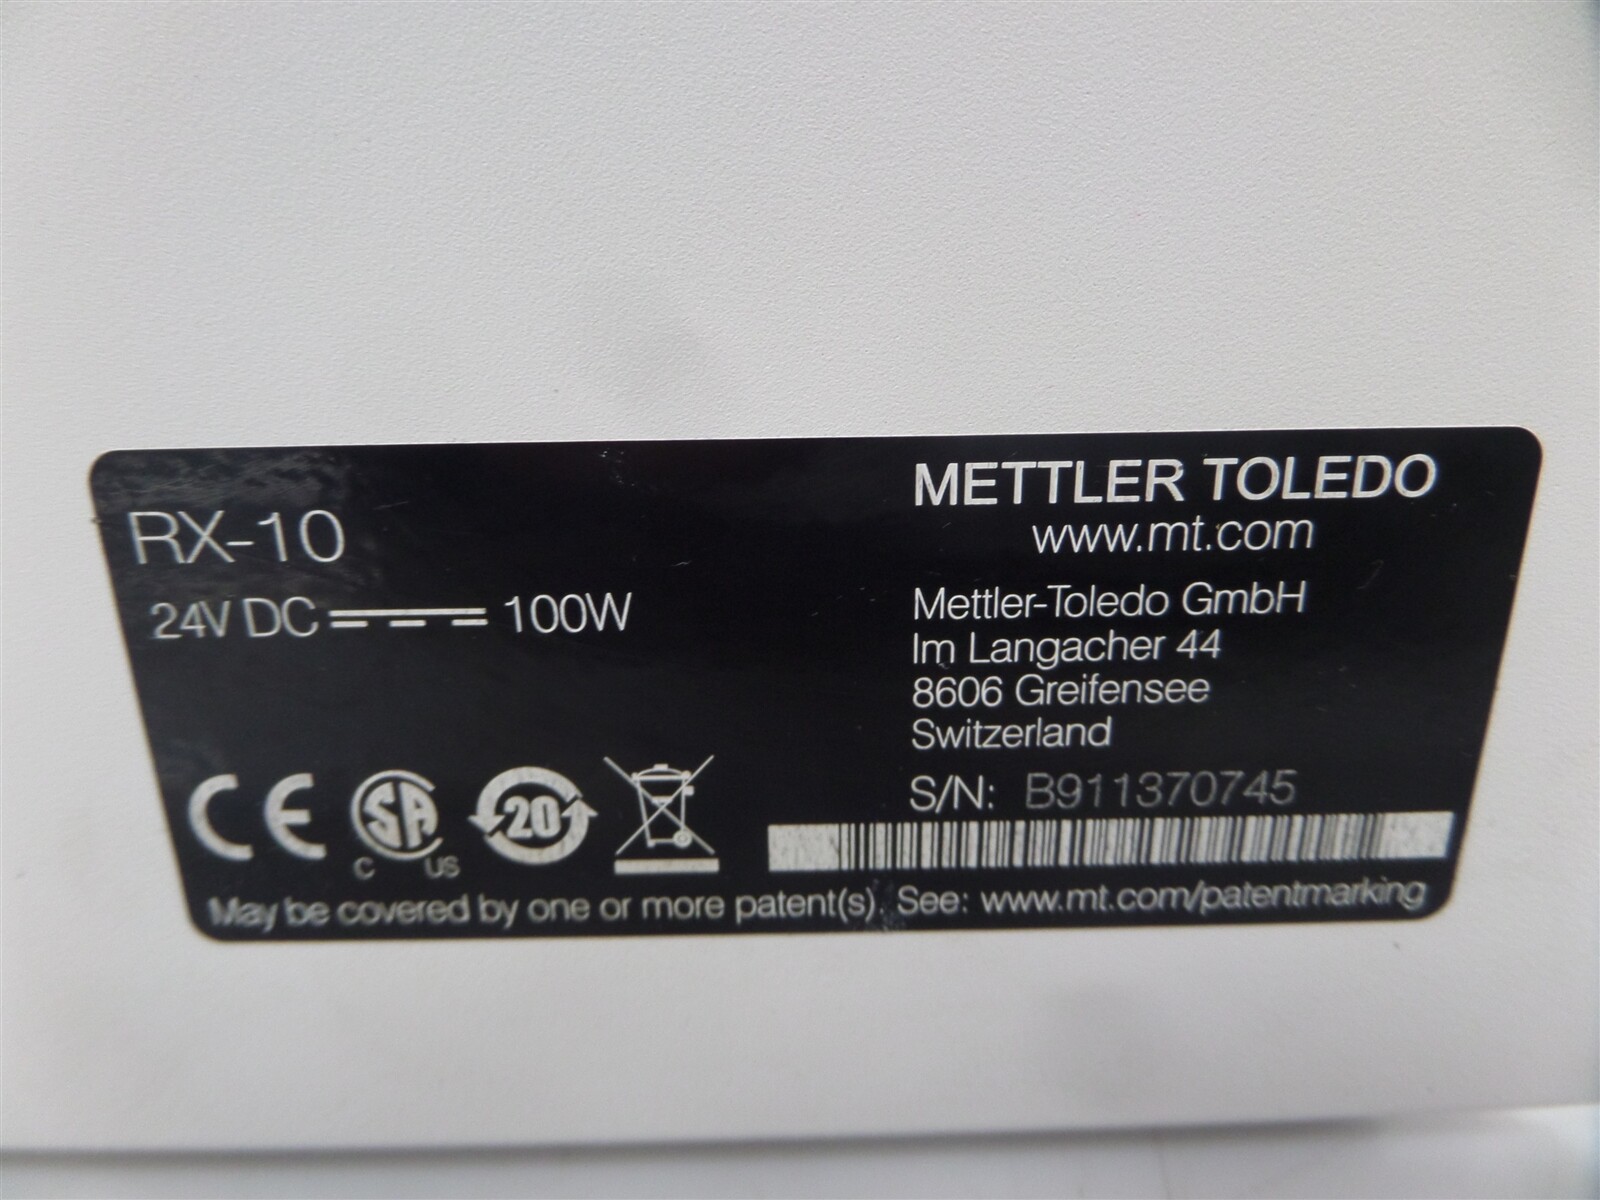 RX-10
24V DC 100W
METTLER TOLEDO
www.mt.com
Mettler-Toledo GmbH
Im Langacher 44
8606 Greifensee
Switzerland
S/N: B911370745
CE
C SA US
20
May be covered by one or more patent(s). See: www.mt.com/patentmarking